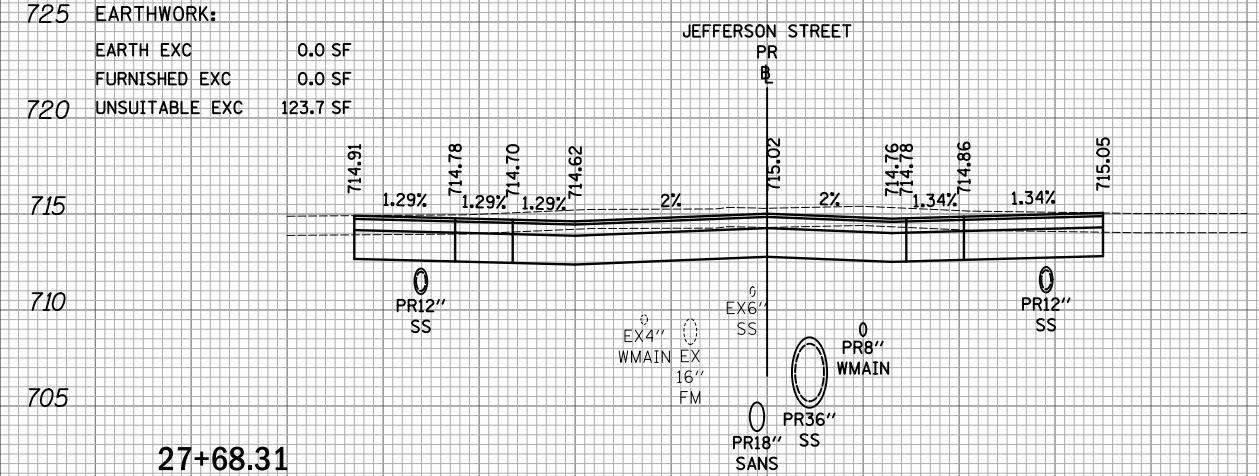 725
EARTHWORK:
EARTH EXC 0.0 SF
FURNISHED EXC 0.0 SF
UNSUITABLE EXC 123.7 SF
720
JEFFERSON STREET
PR
BL
714.91
714.78
714.70
714.62
715.02
714.76
714.78
714.86
715.05
715
1.29%
1.29%
1.29%
2%
2%
1.34%
1.34%
710
PR12''
SS
EX4''
WMAIN
EX
16''
FM
EX6''
SS
PR8''
WMAIN
PR12''
SS
705
PR36''
SS
PR18''
SANS
27+68.31